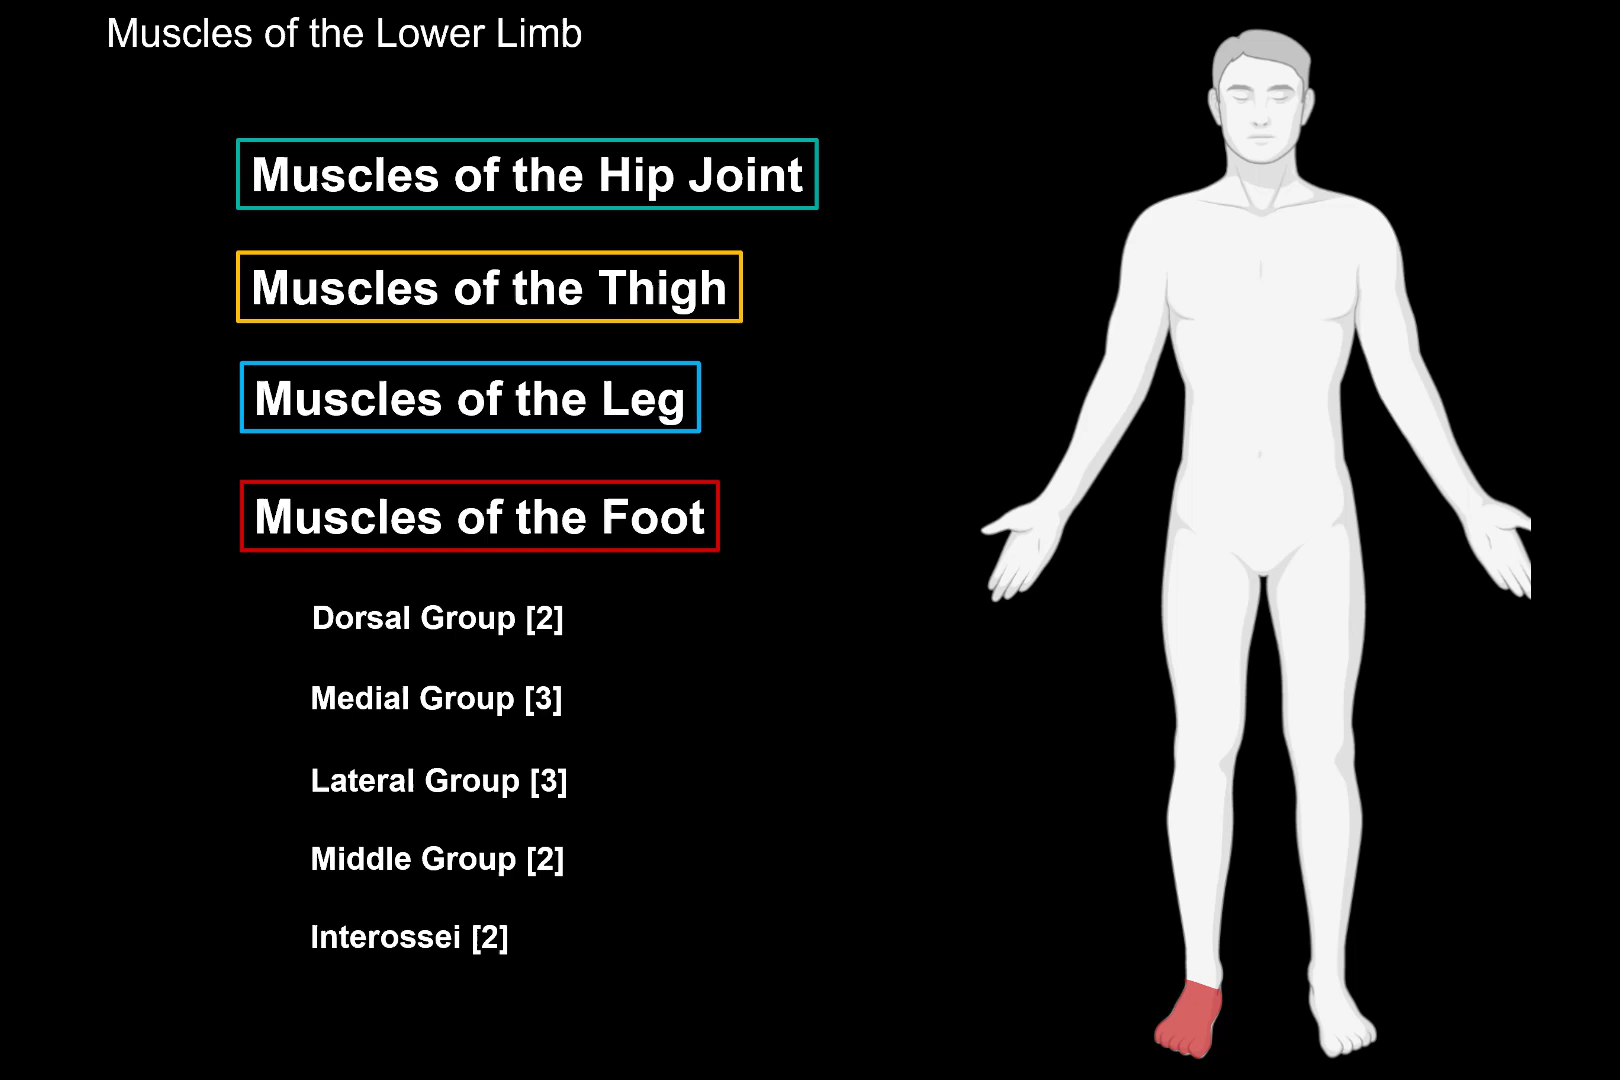 Muscles of the Lower Limb
Muscles of the Hip Joint
Muscles of the Thigh
Muscles of the Leg
Muscles of the Foot
Dorsal Group [2]
Medial Group [3]
Lateral Group [3]
Middle Group [2]
Interossei [2]